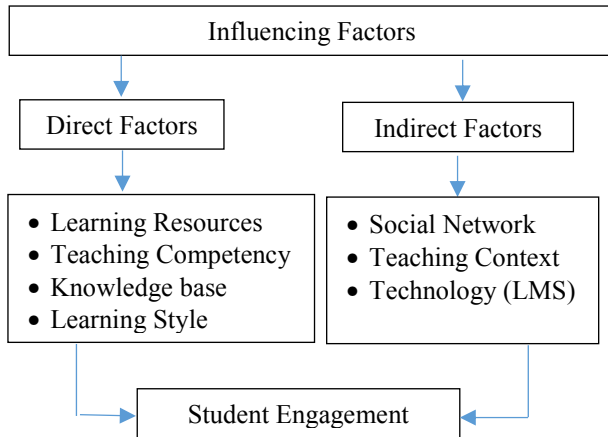 Influencing Factors
Direct Factors
Indirect Factors
• Learning Resources
• Teaching Competency
• Knowledge base
• Learning Style
• Social Network
• Teaching Context
• Technology (LMS)
Student Engagement